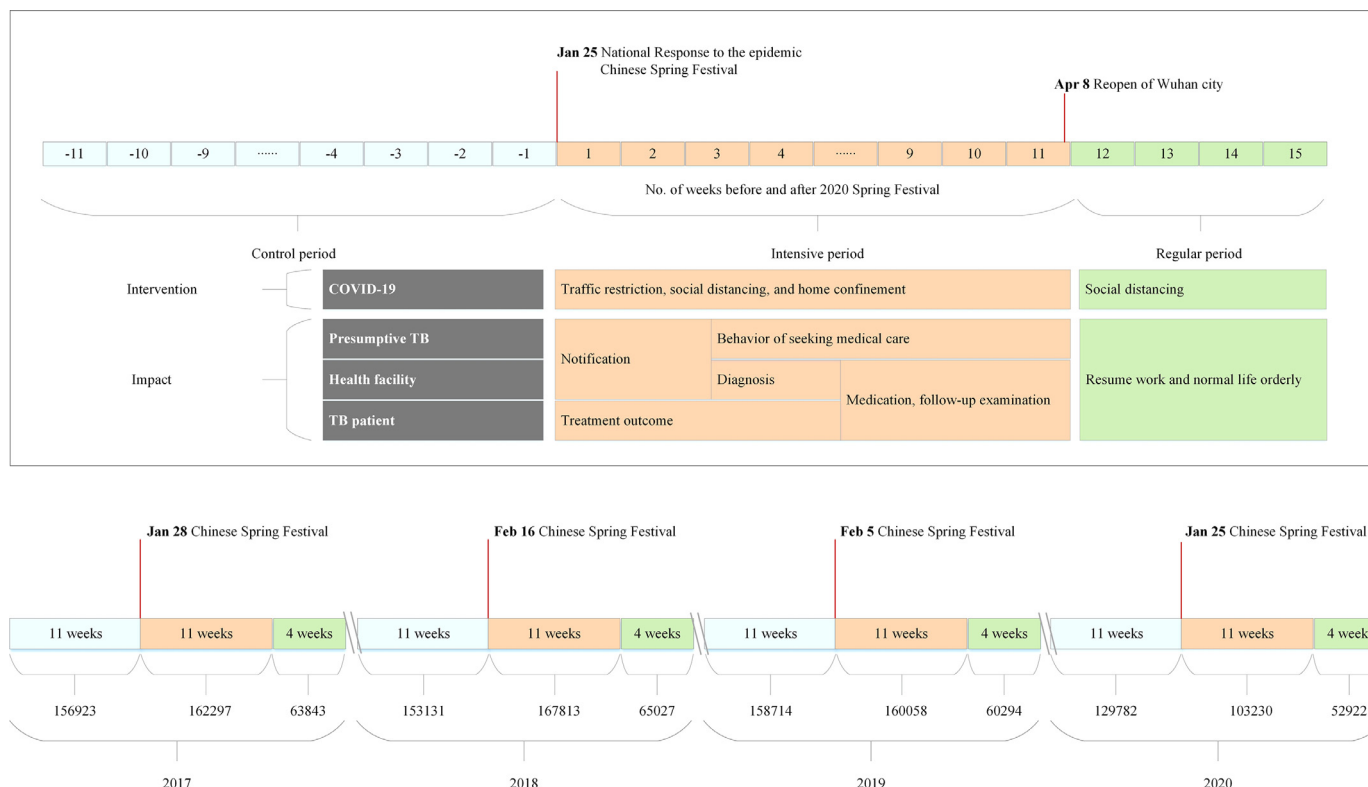 Jan 25 National Response to the epidemic
Chinese Spring Festival
Apr 8 Reopen of Wuhan city
-11 -10 -9 ...... -4 -3 -2 -1 1 2 3 4 ...... 9 10 11 12 13 14 15
No. of weeks before and after 2020 Spring Festival
Control period Intensive period Regular period
Intervention COVID-19 Traffic restriction, social distancing, and home confinement Social distancing
Presumptive TB Behavior of seeking medical care
Notification
Impact Health facility Diagnosis Resume work and normal life orderly
Medication, follow-up examination
TB patient Treatment outcome
Jan 28 Chinese Spring Festival Feb 16 Chinese Spring Festival Feb 5 Chinese Spring Festival Jan 25 Chinese Spring Festival
11 weeks 11 weeks 4 weeks 11 weeks 11 weeks 4 weeks 11 weeks 11 weeks 4 weeks 11 weeks 11 weeks 4 week
156923 162297 63843 153131 167813 65027 158714 160058 60294 129782 103230 52922
2017 2018 2019 2020